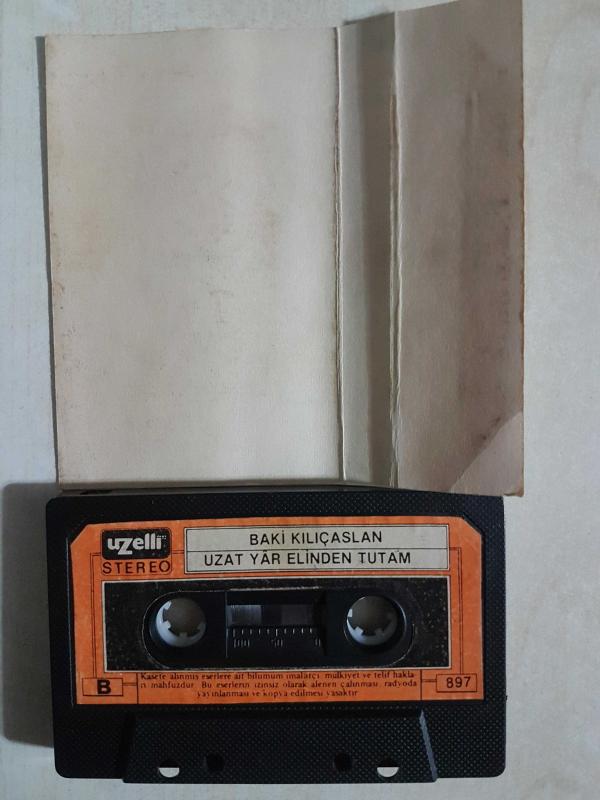 uzelli
STEREO
BAKİ KILIÇASLAN
UZAT YÂR ELİNDEN TUTAM
100 50 0
Kasete alınmış eserlere ait bilumum imalatçı, mülkiyet ve telif hakla-
rı mahfuzdur. Bu eserlerin izinsiz olarak alenen çalınması, radyoda
yayınlanması ve kopya edilmesi yasaktır
B
897